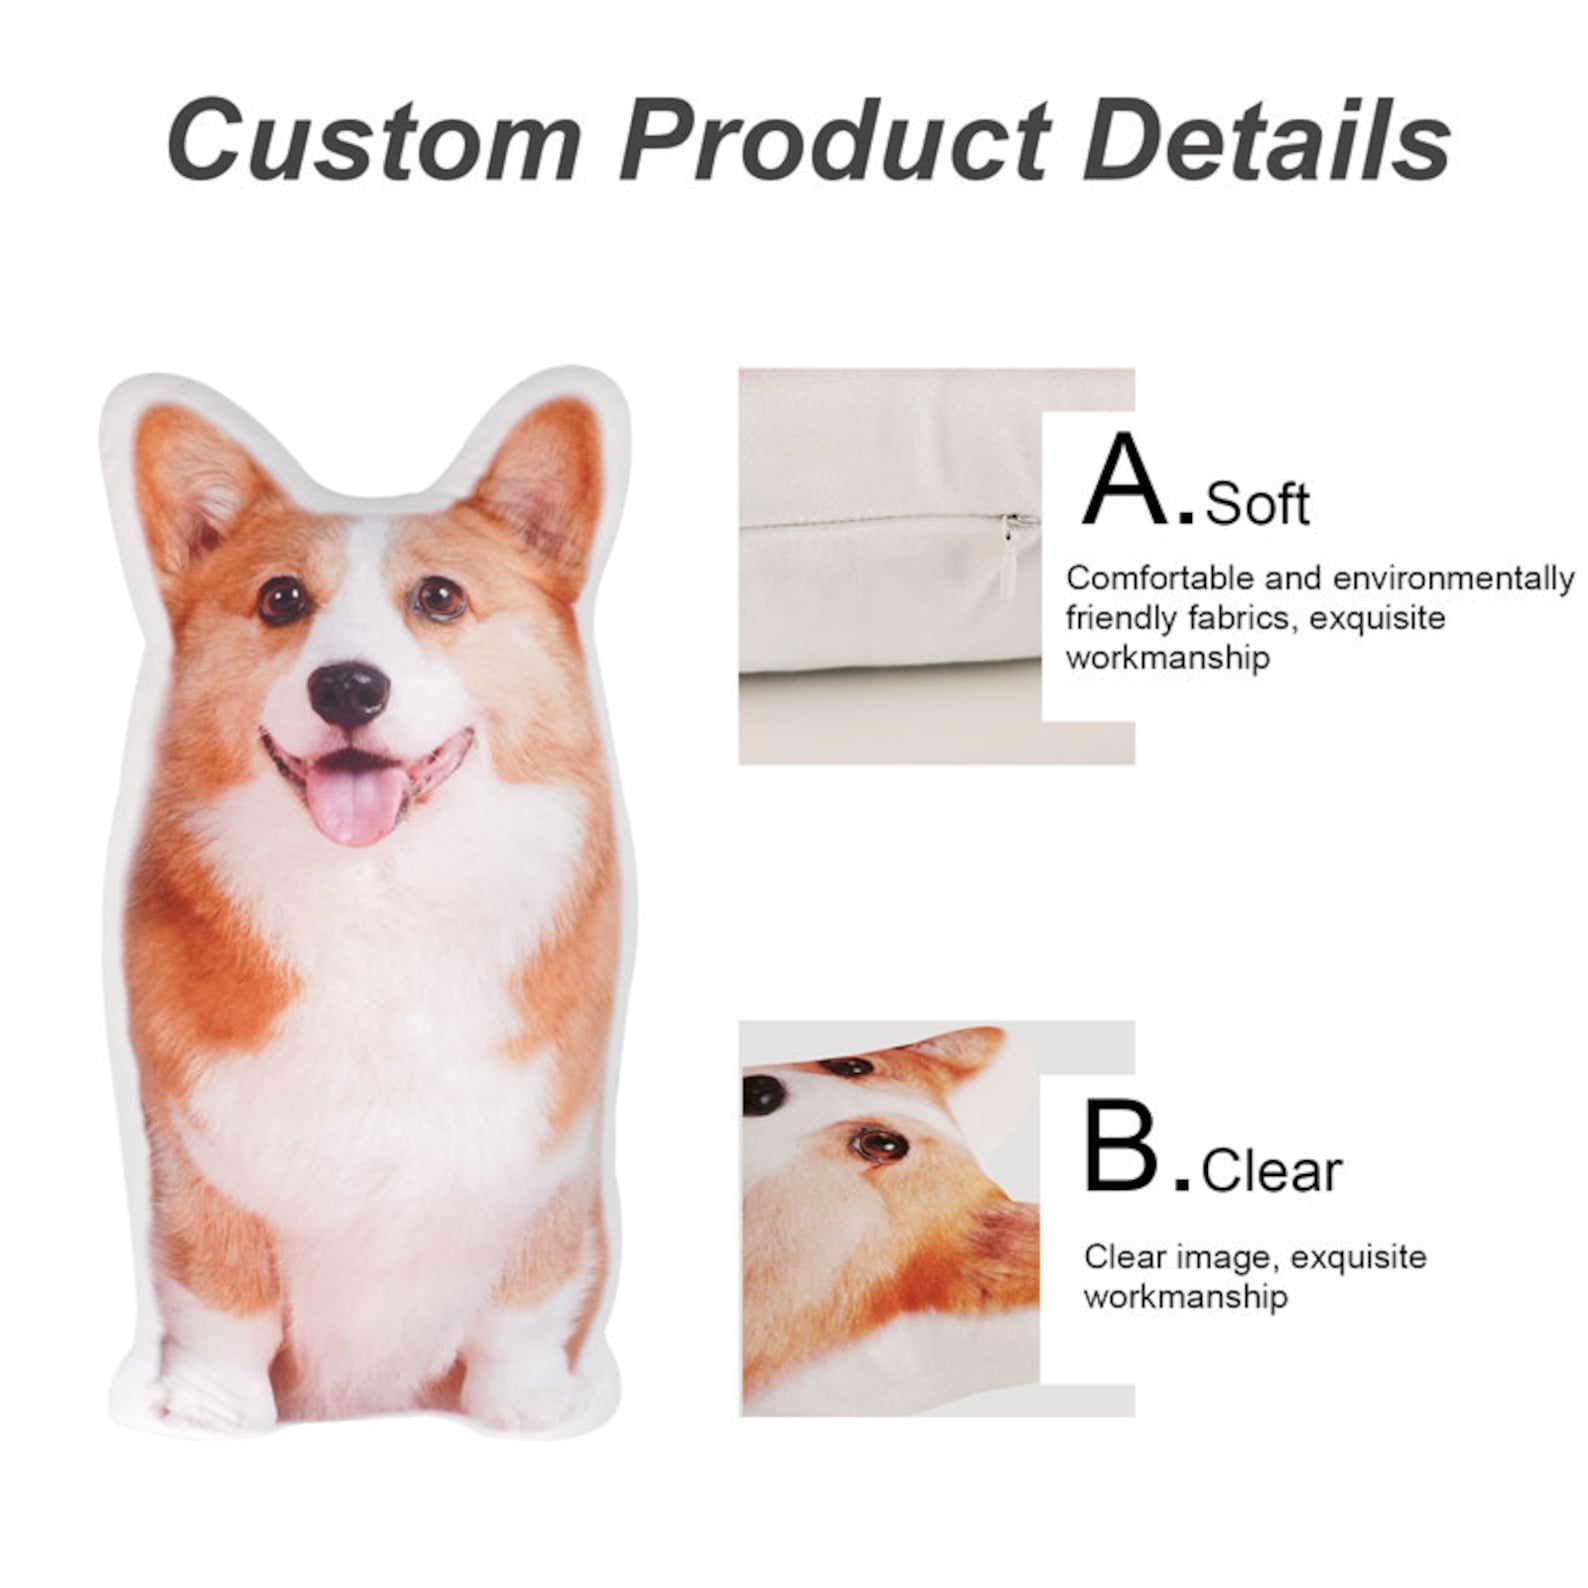 Custom Product Details
A.Soft
Comfortable and environmentally
friendly fabrics, exquisite
workmanship
B.Clear
Clear image, exquisite
workmanship